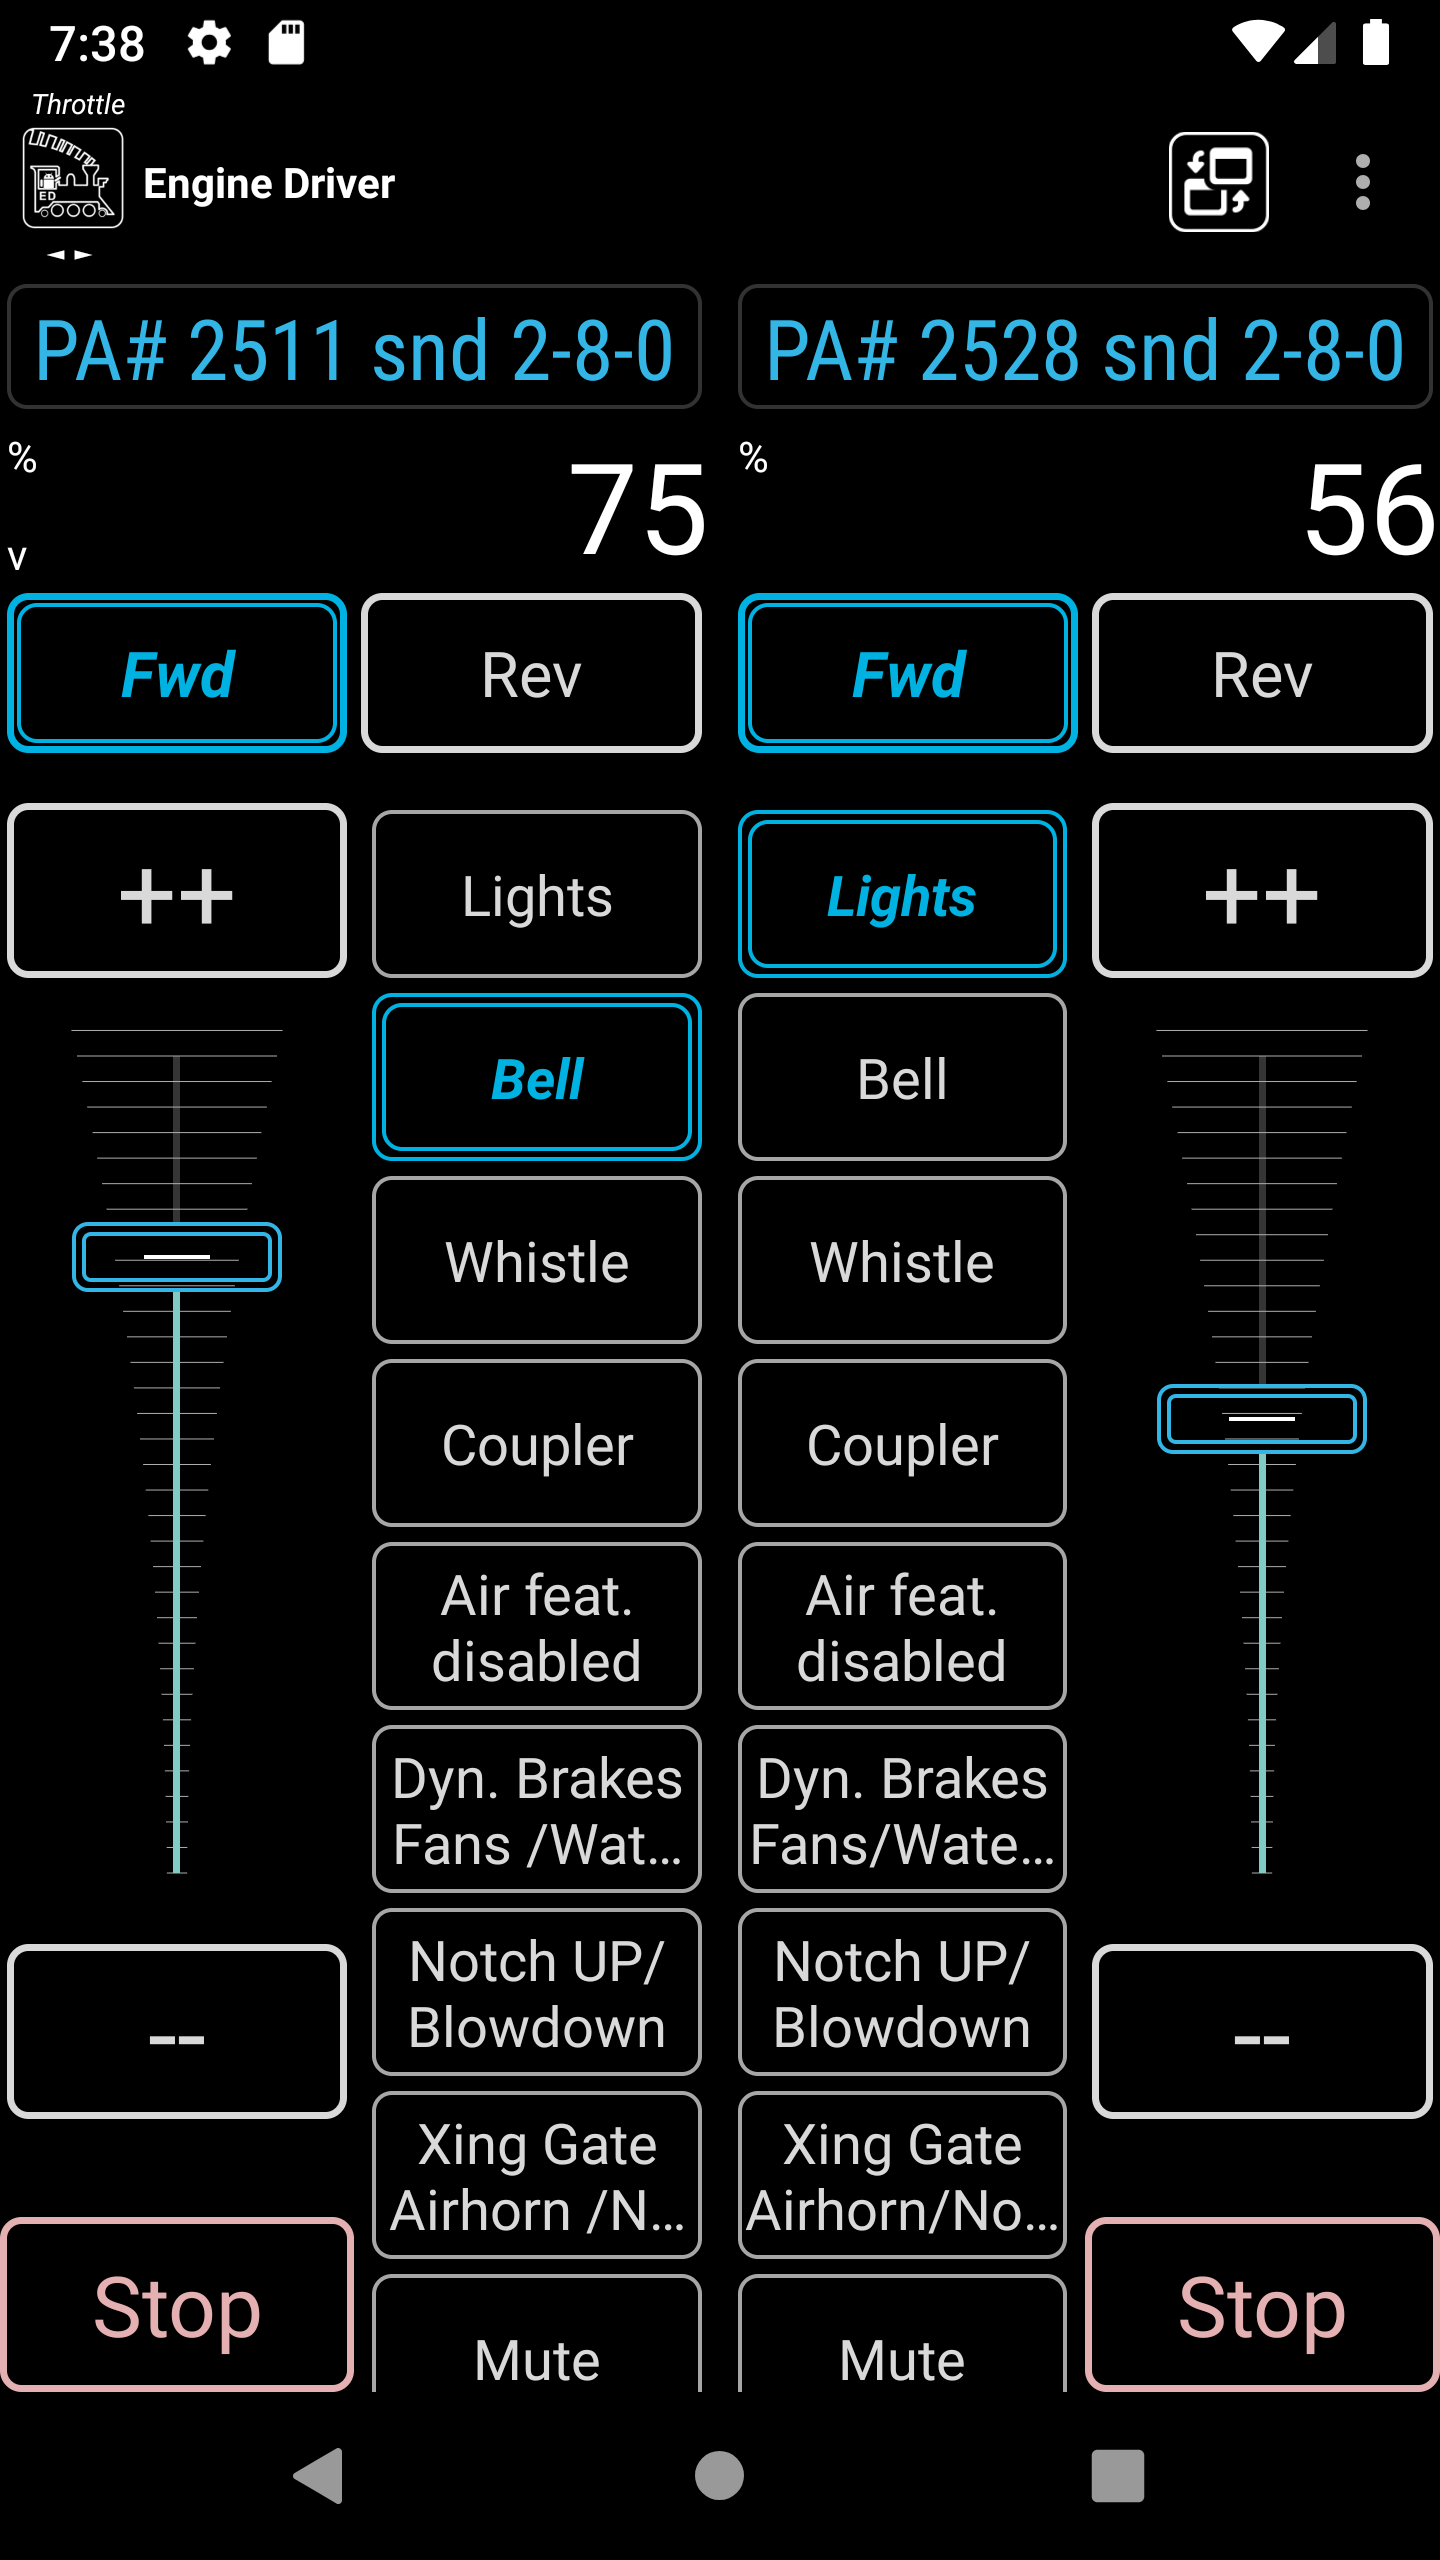 7:38
Throttle
ED
Engine Driver
PA# 2511 snd 2-8-0
PA# 2528 snd 2-8-0
%
75
%
56
v
Fwd
Rev
Fwd
Rev
++
Lights
Lights
++
Bell
Bell
Whistle
Whistle
Coupler
Coupler
Air feat.
disabled
Air feat.
disabled
Dyn. Brakes
Fans /Wat…
Dyn. Brakes
Fans/Wate…
--
Notch UP/
Blowdown
Notch UP/
Blowdown
--
Xing Gate
Airhorn /N…
Xing Gate
Airhorn/No…
Stop
Mute
Mute
Stop